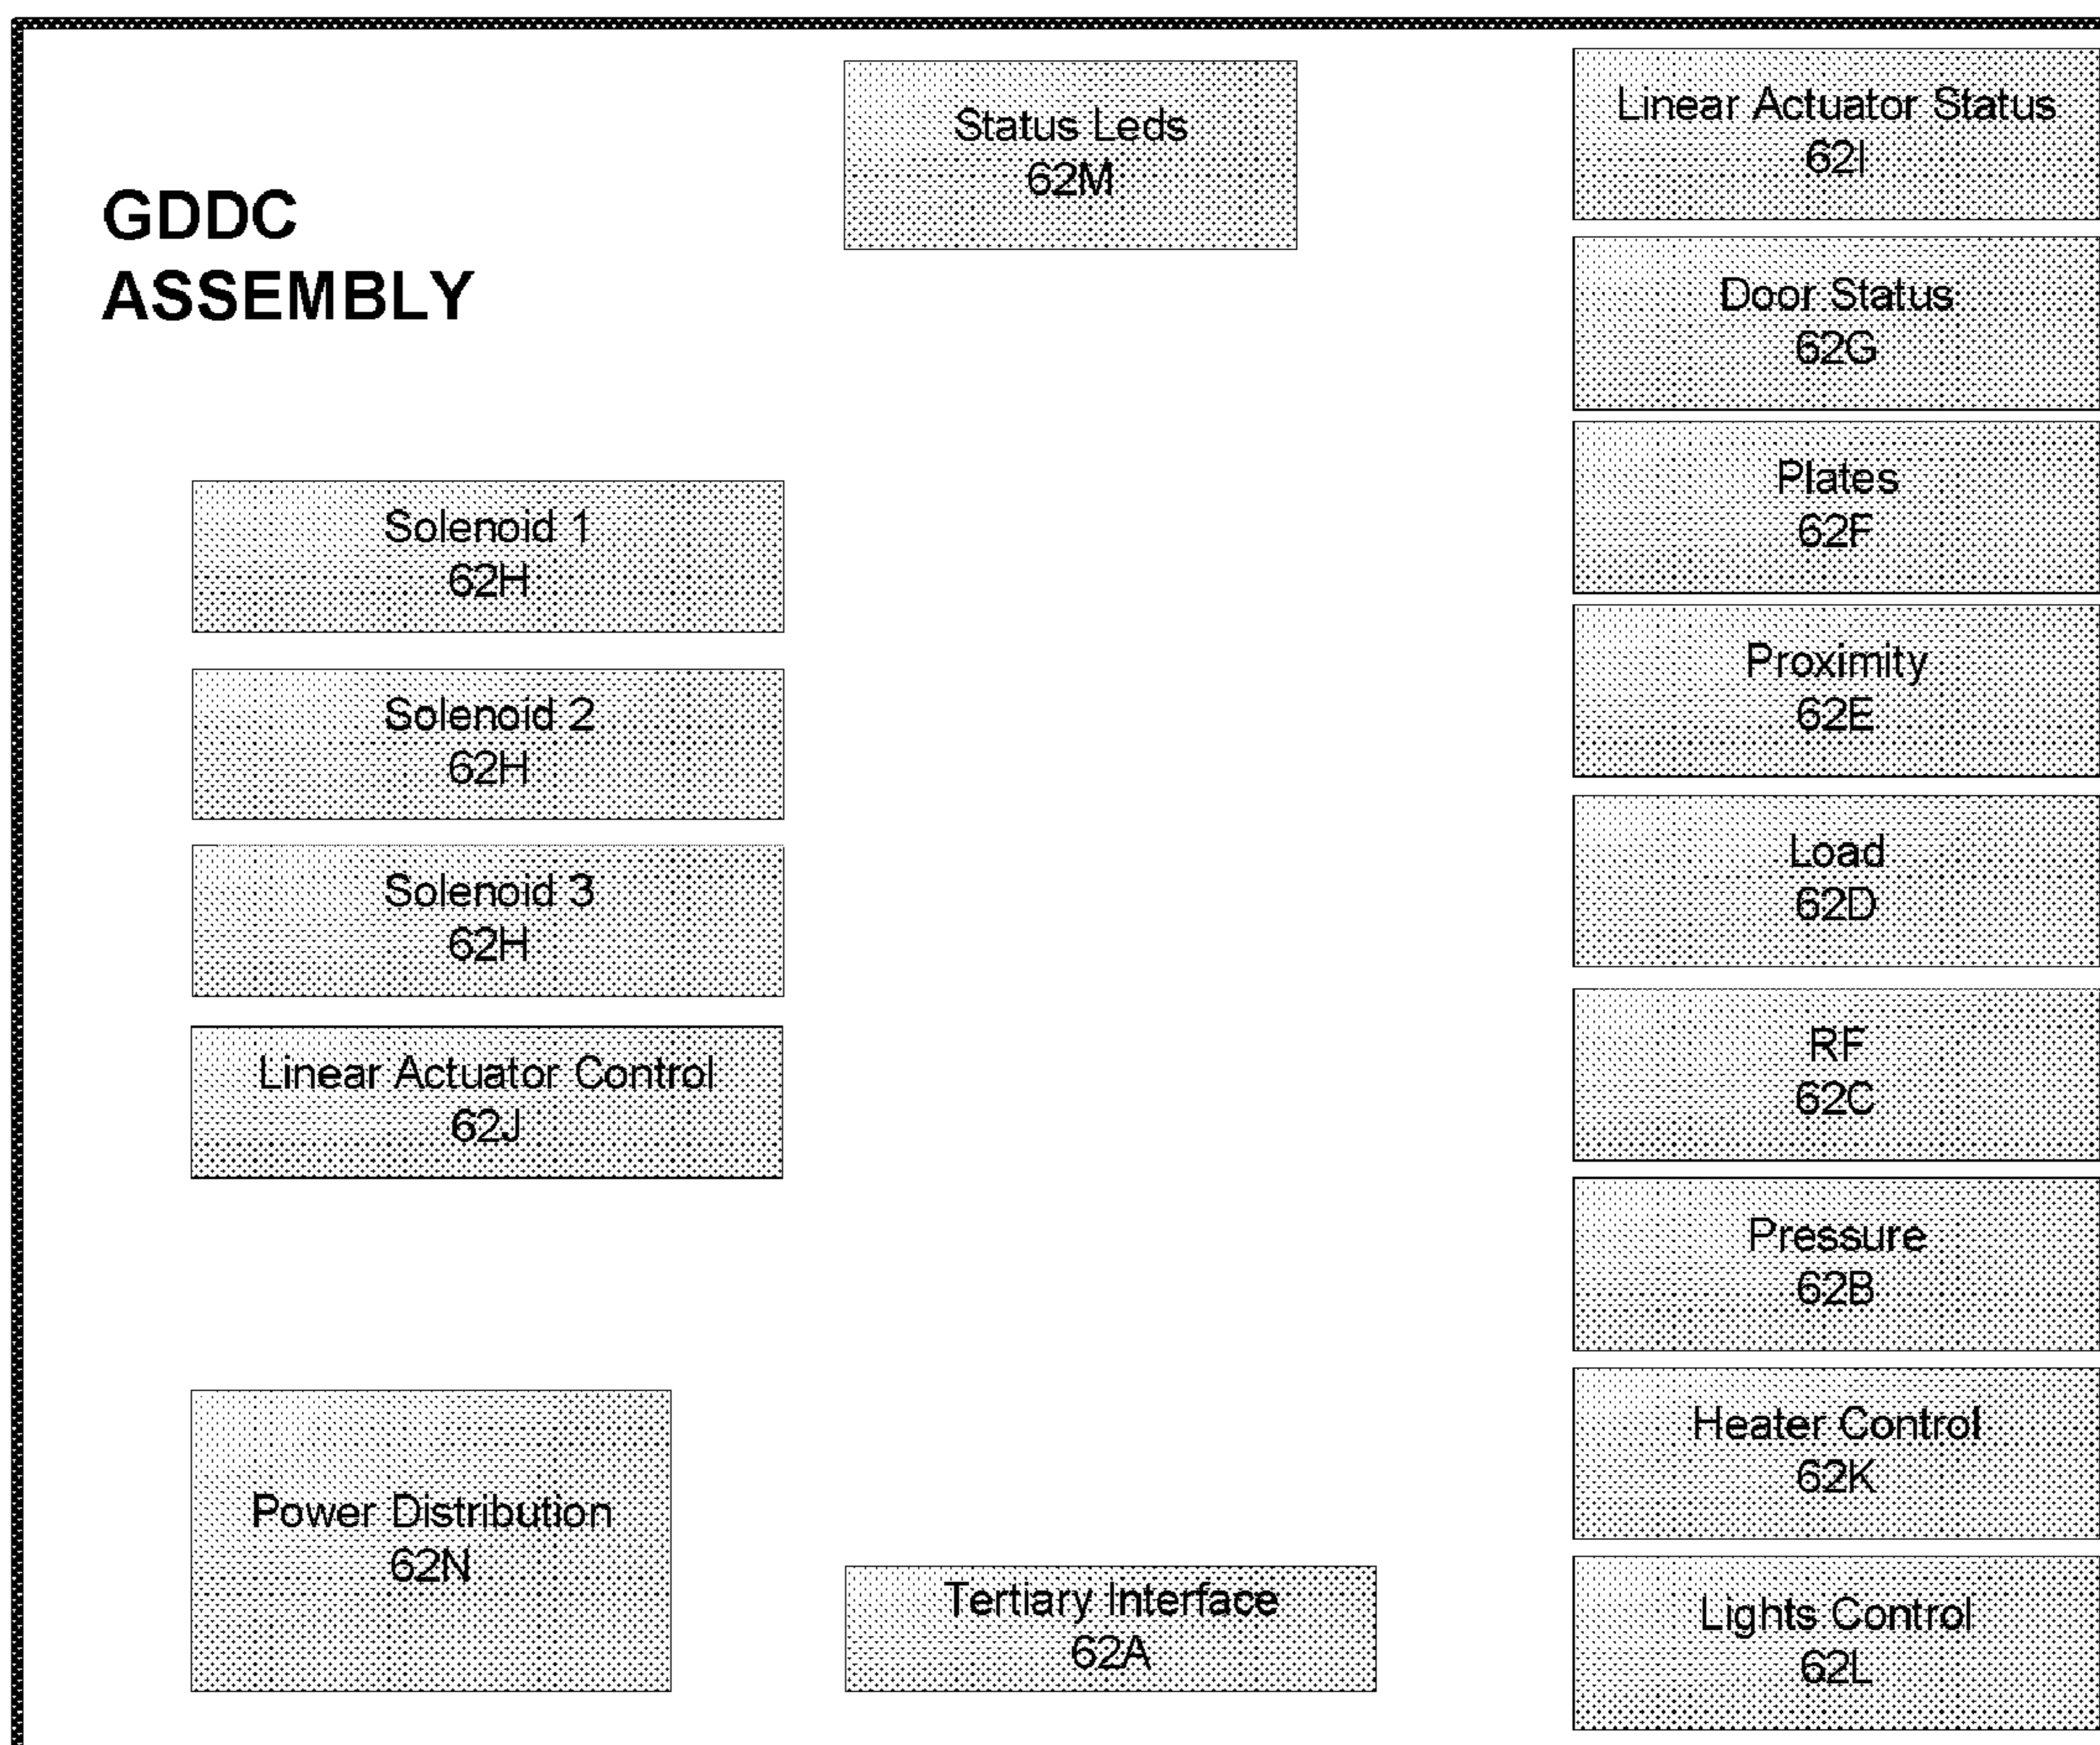 GDDC
ASSEMBLY
Status Leds
62M
Solenoid 1
62H
Solenoid 2
62H
Solenoid 3
62H
Linear Actuator Control
62J
Power Distribution
62N
Tertiary Interface
62A
Linear Actuator Status
62I
Door Status
62G
Plates
62F
Proximity
62E
Load
62D
RF
62C
Pressure
62B
Heater Control
62K
Lights Control
62L